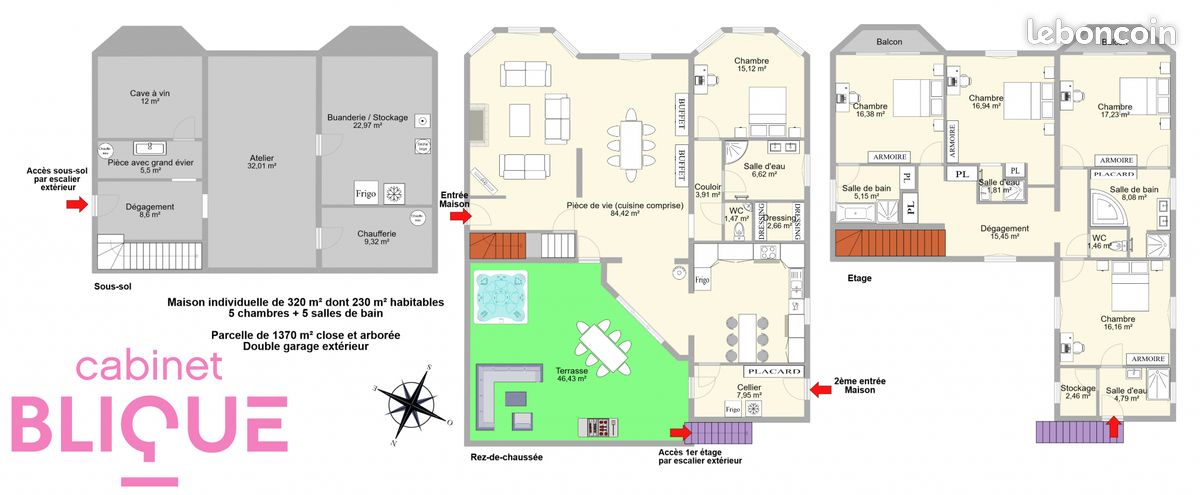 leboncoin
Cave à vin
12 m²
Chauffe
eau
Pièce avec grand évier
5,5 m²
Accès sous-sol
par escalier
extérieur
Dégagement
8,6 m²
Atelier
32,01 m²
Buanderie / Stockage
22,97 m²
Frigo
Chaufferie
9,32 m²
Sous-sol
Entrée
Maison
BUFFET
BUFFET
Pièce de vie (cuisine comprise)
84,42 m²
Chambre
15,12 m²
Salle d'eau
6,62 m²
Couloir
3,91 m²
WC
1,47 m²
DRESSING
Dressing
2,66 m²
DRESSING
Frigo
Terrasse
46,43 m²
PLACARD
Cellier
7,95 m²
Frigo
2ème entrée
Maison
Rez-de-chaussée
Accès 1er étage
par escalier extérieur
Balcon
Balcon
Chambre
16,38 m²
ARMOIRE
Chambre
16,94 m²
ARMOIRE
Chambre
17,23 m²
ARMOIRE
PLACARD
Salle de bain
5,15 m²
PL
PL
PL
PL
Salle d'eau
1,81 m²
Salle de bain
8,08 m²
Dégagement
15,45 m²
WC
1,46 m²
Etage
Chambre
16,16 m²
ARMOIRE
Stockage
2,46 m²
Salle d'eau
4,79 m²
Maison individuelle de 320 m² dont 230 m² habitables
5 chambres + 5 salles de bain
Parcelle de 1370 m² close et arborée
Double garage extérieur
cabinet
BLIQUE
S
E
O
N